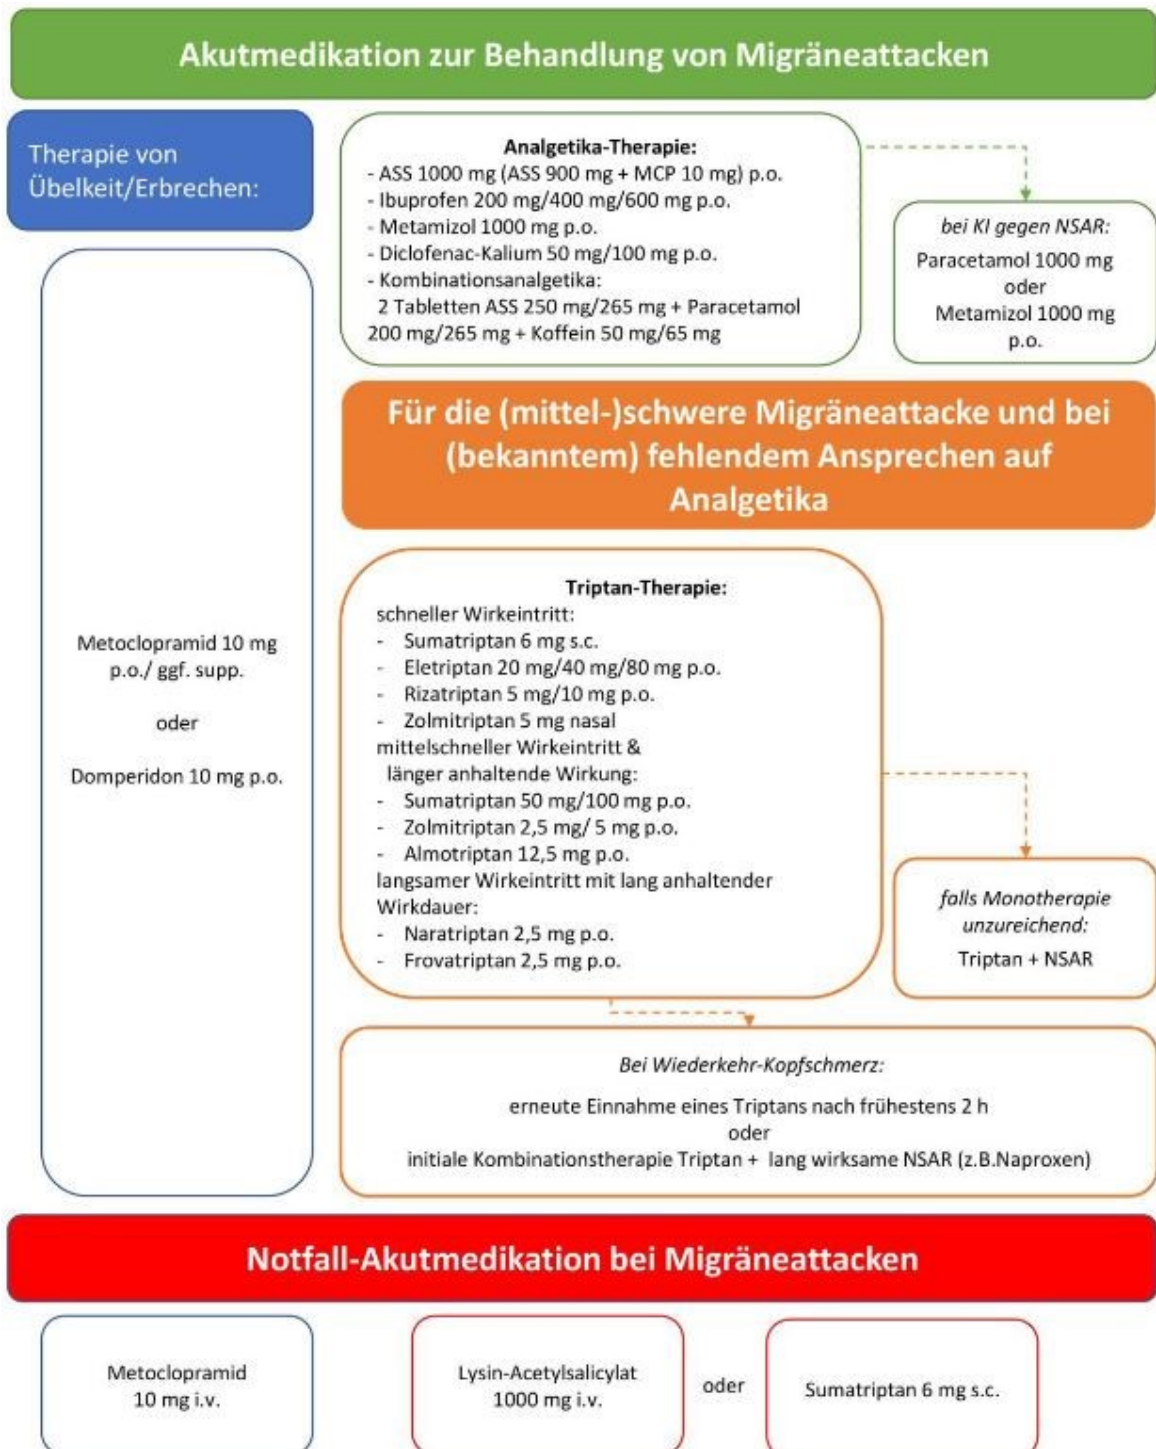 Akutmedikation zur Behandlung von Migräneattacken
Therapie von
Übelkeit/Erbrechen:
Metoclopramid 10 mg
p.o./ ggf. supp.
oder
Domperidon 10 mg p.o.
Analgetika-Therapie:
- ASS 1000 mg (ASS 900 mg + MCP 10 mg) p.o.
- Ibuprofen 200 mg/400 mg/600 mg p.o.
- Metamizol 1000 mg p.o.
- Diclofenac-Kalium 50 mg/100 mg p.o.
- Kombinationsanalgetika:
2 Tabletten ASS 250 mg/265 mg + Paracetamol
200 mg/265 mg + Koffein 50 mg/65 mg
bei KI gegen NSAR:
Paracetamol 1000 mg
oder
Metamizol 1000 mg
p.o.
Für die (mittel-)schwere Migräneattacke und bei
(bekanntem) fehlendem Ansprechen auf
Analgetika
Triptan-Therapie:
schneller Wirkeintritt:
- Sumatriptan 6 mg s.c.
- Eletriptan 20 mg/40 mg/80 mg p.o.
- Rizatriptan 5 mg/10 mg p.o.
- Zolmitriptan 5 mg nasal
mittelschneller Wirkeintritt &
länger anhaltende Wirkung:
- Sumatriptan 50 mg/100 mg p.o.
- Zolmitriptan 2,5 mg/ 5 mg p.o.
- Almotriptan 12,5 mg p.o.
langsamer Wirkeintritt mit lang anhaltender
Wirkdauer:
- Naratriptan 2,5 mg p.o.
- Frovatriptan 2,5 mg p.o.
falls Monotherapie
unzureichend:
Triptan + NSAR
Bei Wiederkehr-Kopfschmerz:
erneute Einnahme eines Triptans nach frühestens 2 h
oder
initiale Kombinationstherapie Triptan + lang wirksame NSAR (z.B.Naproxen)
Notfall-Akutmedikation bei Migräneattacken
Metoclopramid
10 mg i.v.
Lysin-Acetylsalicylat
1000 mg i.v.
oder
Sumatriptan 6 mg s.c.